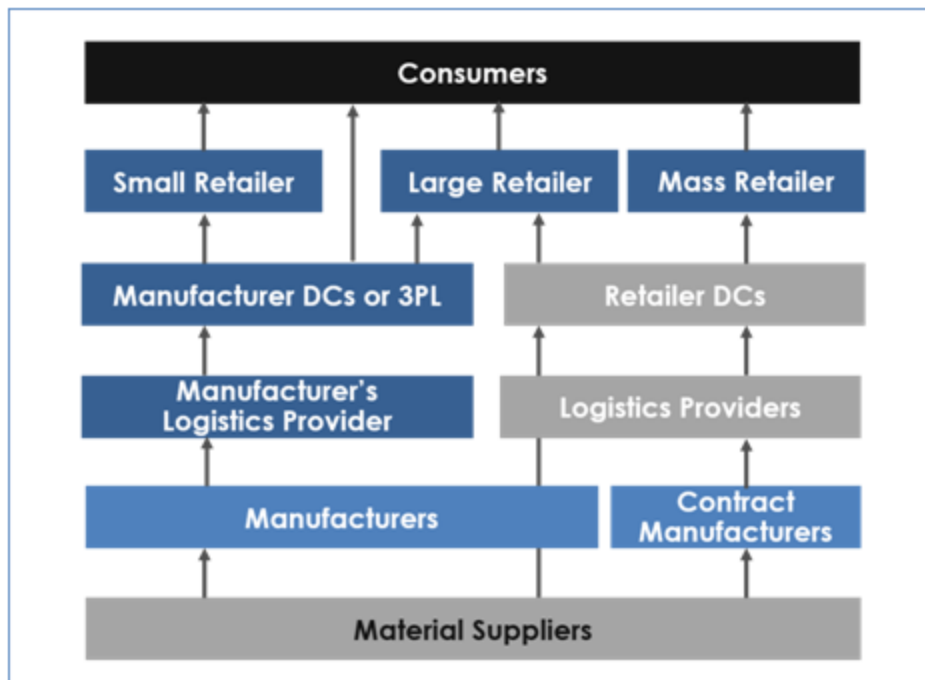 Consumers
Small Retailer
Large Retailer
Mass Retailer
Manufacturer DCs or 3PL
Retailer DCs
Manufacturer’s
Logistics Provider
Logistics Providers
Manufacturers
Contract
Manufacturers
Material Suppliers